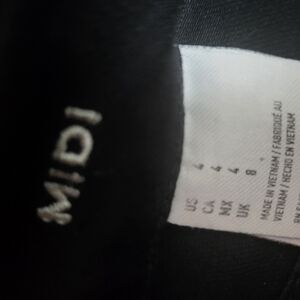 MIDI
US 4
CA 4
MX 4
UK 8
MADE IN VIETNAM / FABRIQUÉ AU
VIETNAM / HECHO EN VIETNAM